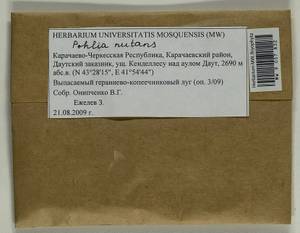 HERBARIUM UNIVERSITATIS MOSQUENSIS (MW)
Pohlia nutans
Карачаево-Черкесская Республика, Карачаевский район,
Даутский заказник, ущ. Кенделлесу над аулом Даут, 2690 м
абс.в. (N 43°28'15", E 41°54'44")
Выпасаемый гераниево-копеечниковый луг (оп. 3/09)
Собр. Онипченко В.Г.
Ежелев З.
21.08.2009 г.